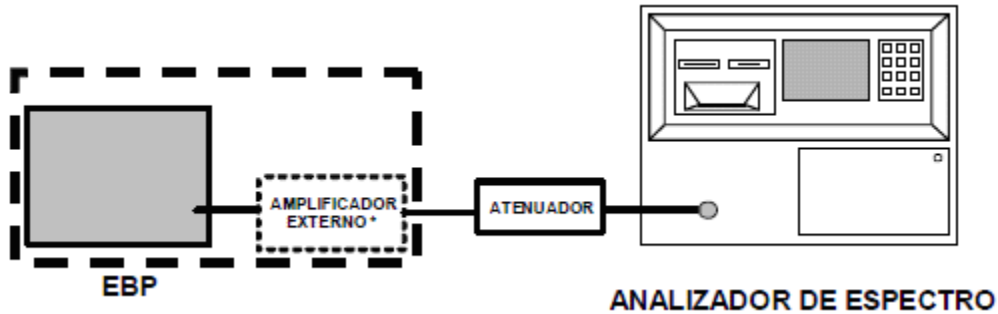 AMPLIFICADOR
EXTERNO *
ATENUADOR
EBP
ANALIZADOR DE ESPECTRO